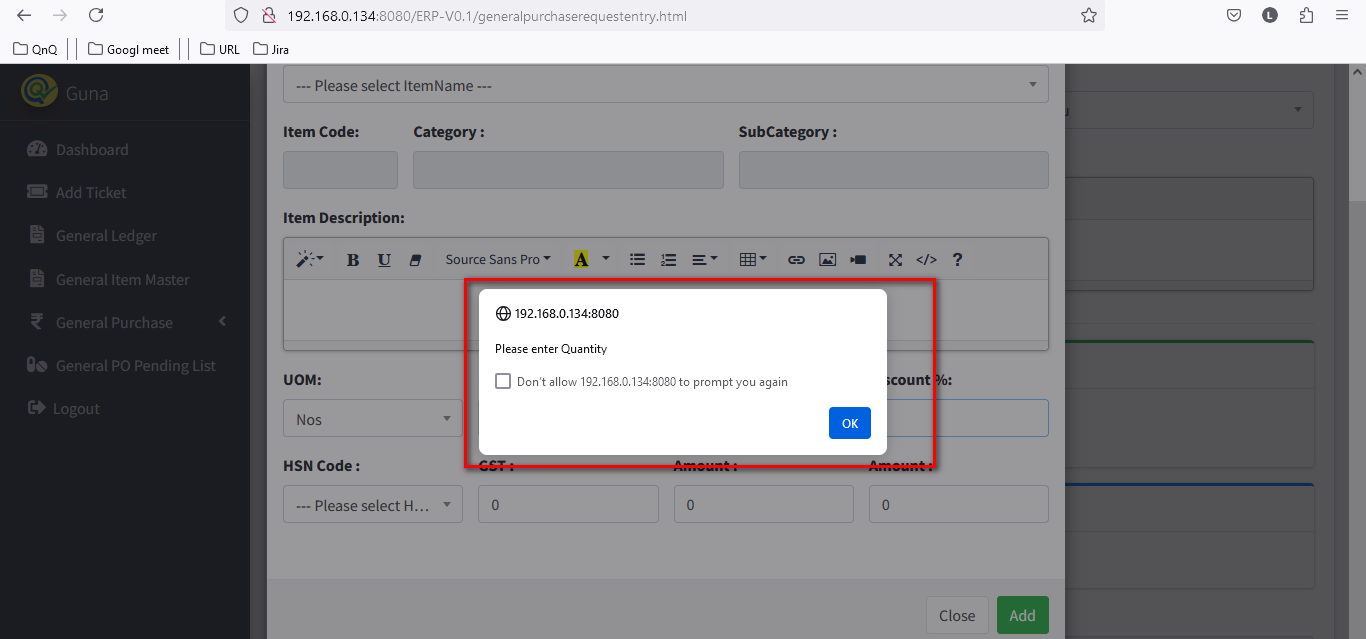 192.168.0.134:8080/ERP-V0.1/generalpurchaserequestentry.html
L
QnQ
Googl meet
URL
Jira
Guna
Dashboard
Add Ticket
General Ledger
General Item Master
General Purchase
General PO Pending List
Logout
--- Please select ItemName ---
Item Code: Category : SubCategory :
Item Description:
B U Source Sans Pro A </> ?
192.168.0.134:8080
Please enter Quantity
Don't allow 192.168.0.134:8080 to prompt you again
OK
UOM: scount %:
Nos
HSN Code : GST : Amount : Amount :
--- Please select H... 0 0 0
Close Add